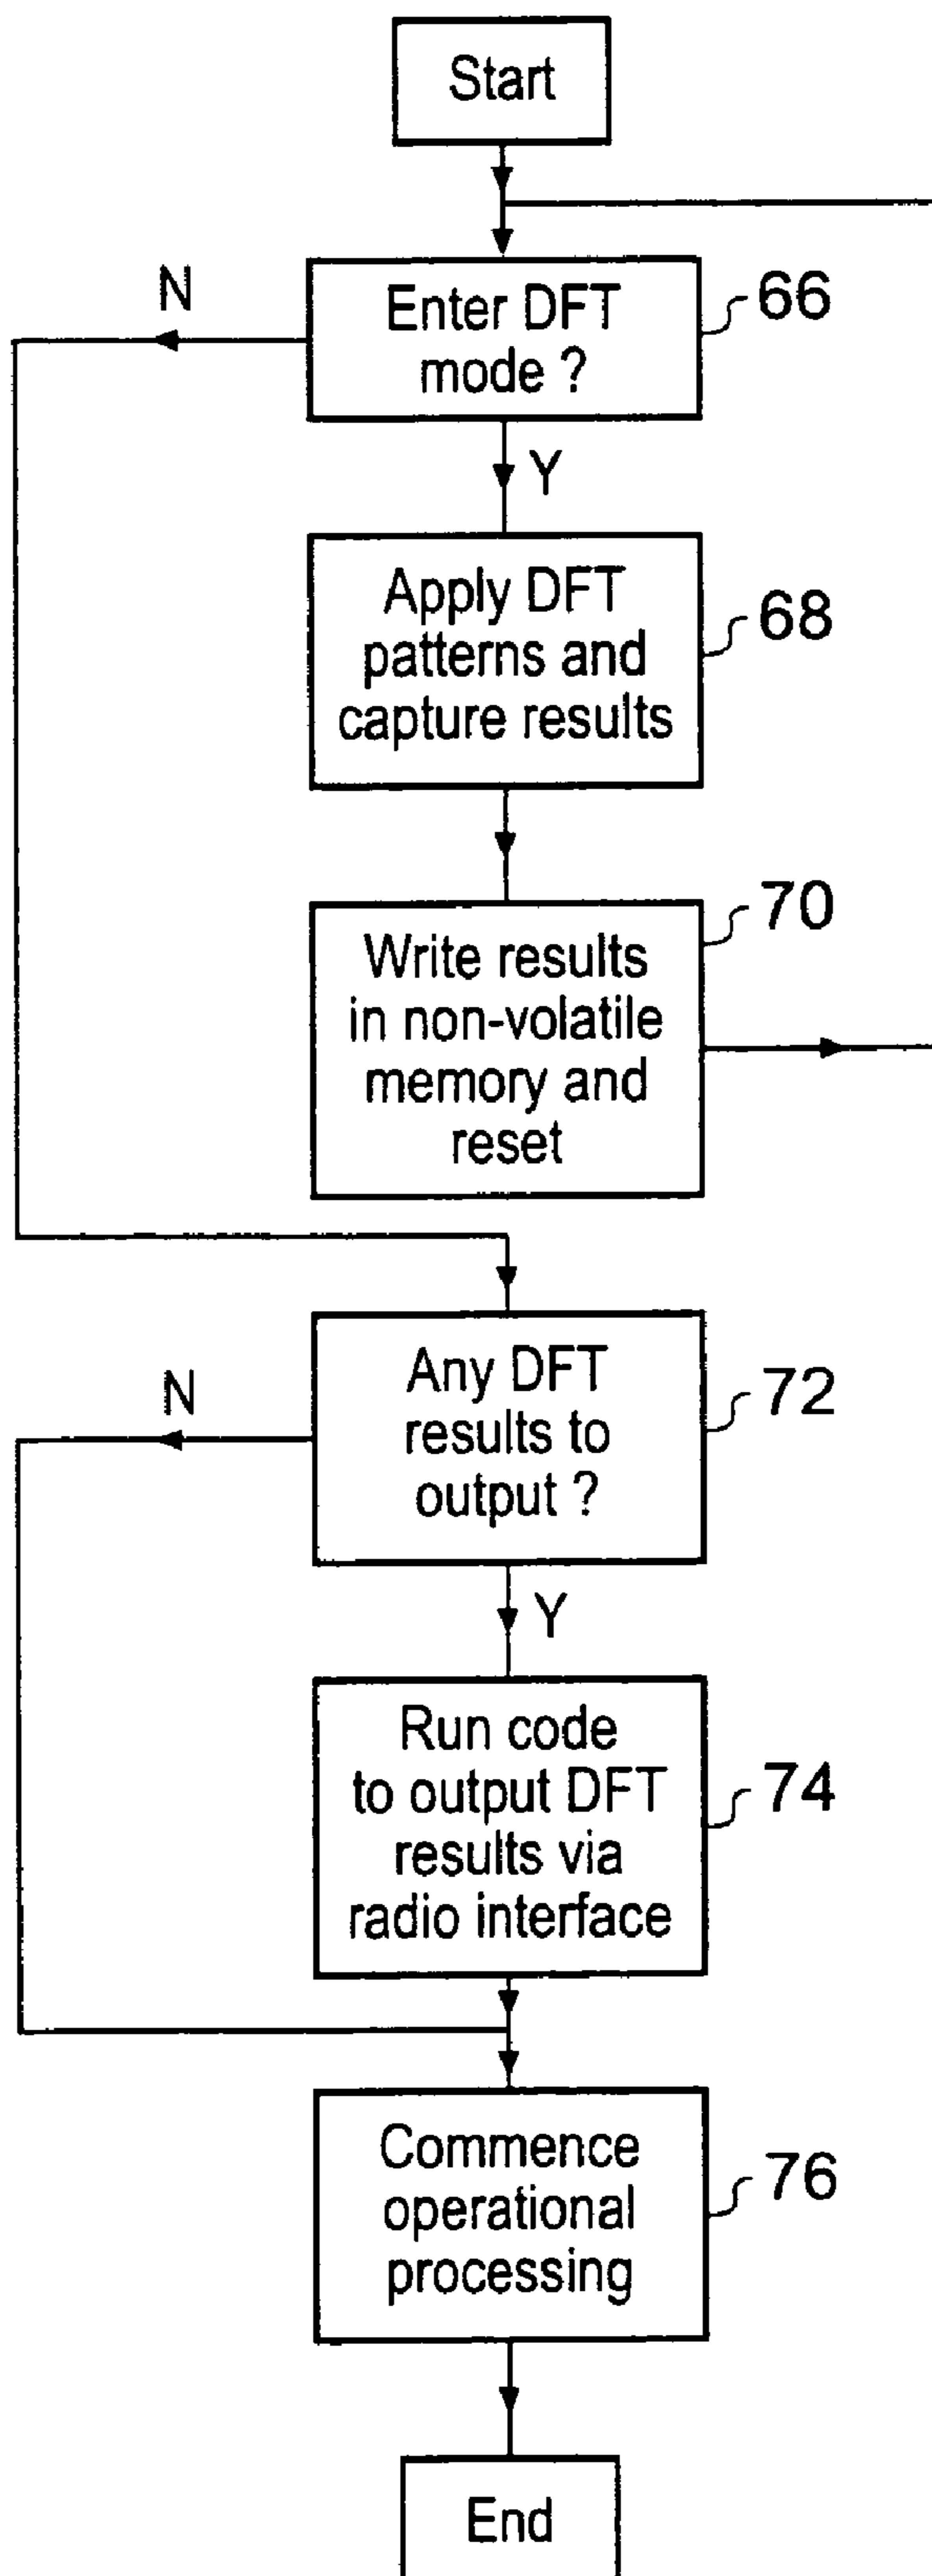 Start
N
Enter DFT
mode ?
66
Y
Apply DFT
patterns and
capture results
68
Write results
in non-volatile
memory and
reset
70
N
Any DFT
results to
output ?
72
Y
Run code
to output DFT
results via
radio interface
74
Commence
operational
processing
76
End